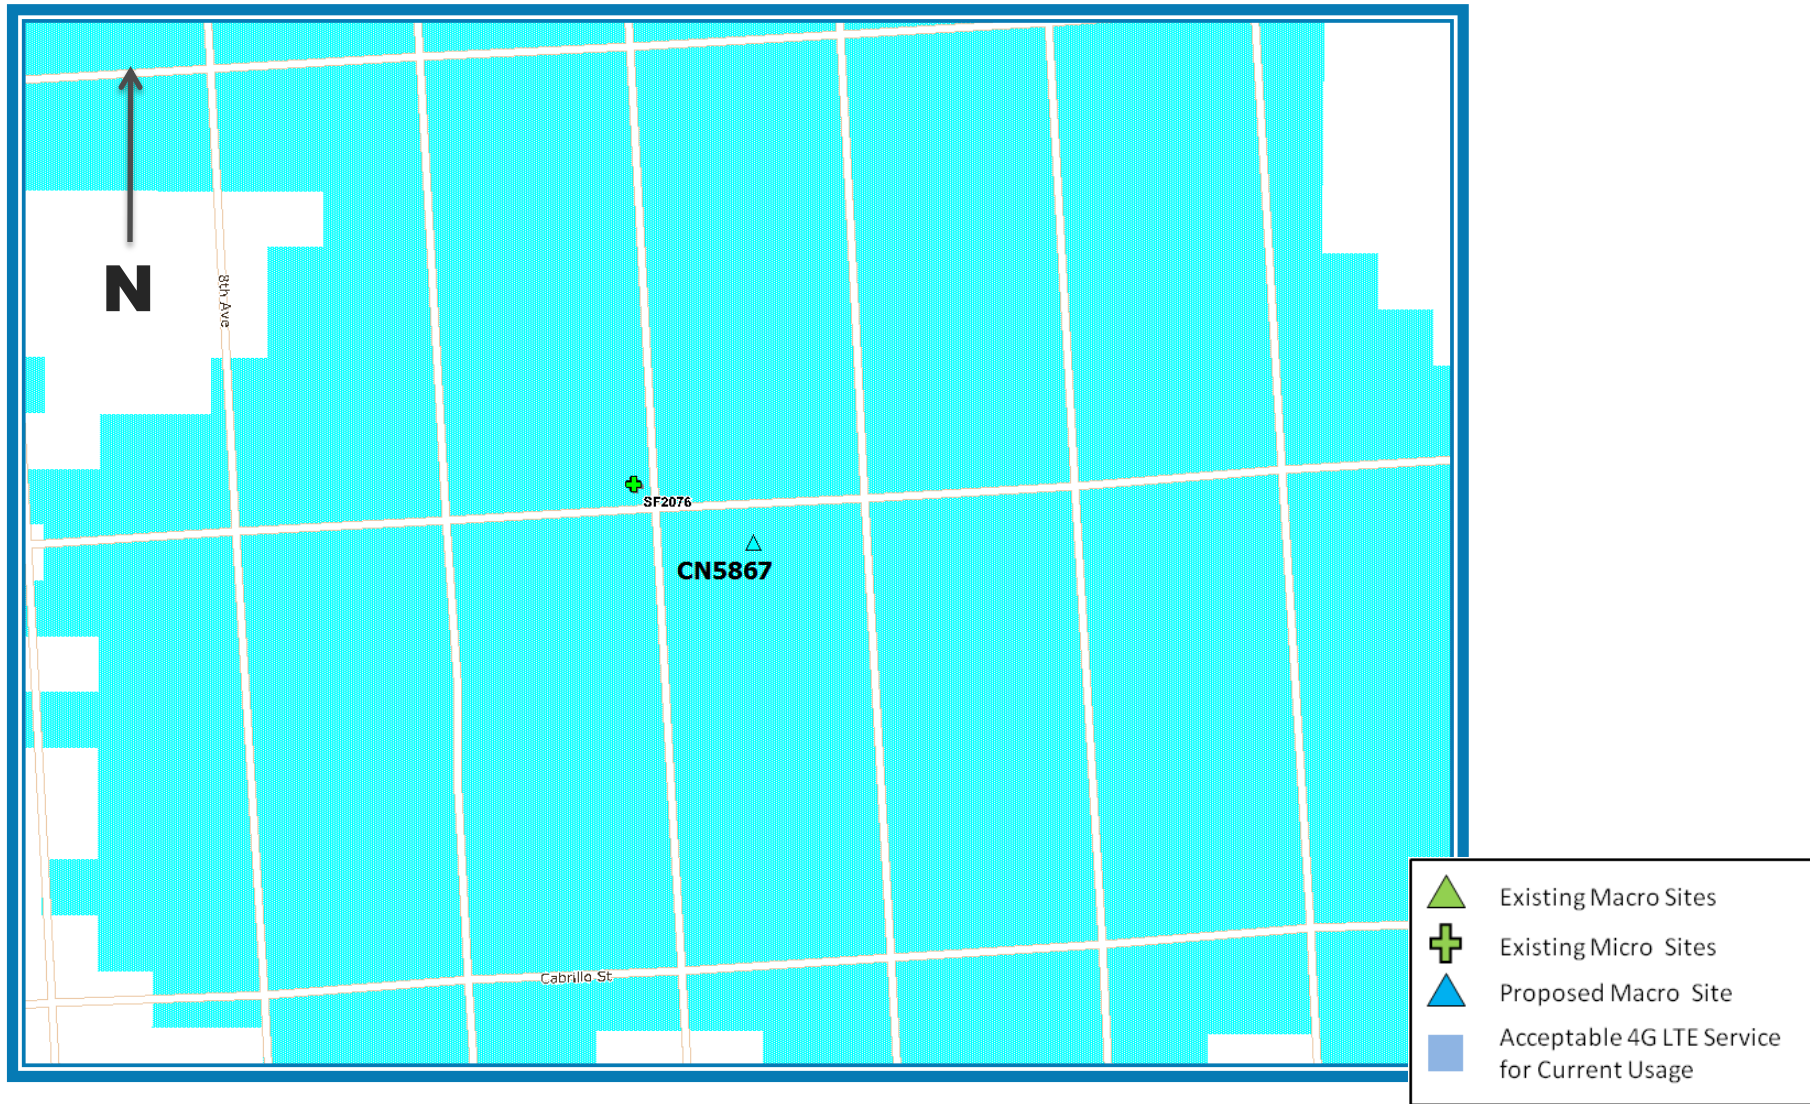 N
8th Ave
SF2076
CN5867
Cabrillo St
Existing Macro Sites
Existing Micro Sites
Proposed Macro Site
Acceptable 4G LTE Service
for Current Usage